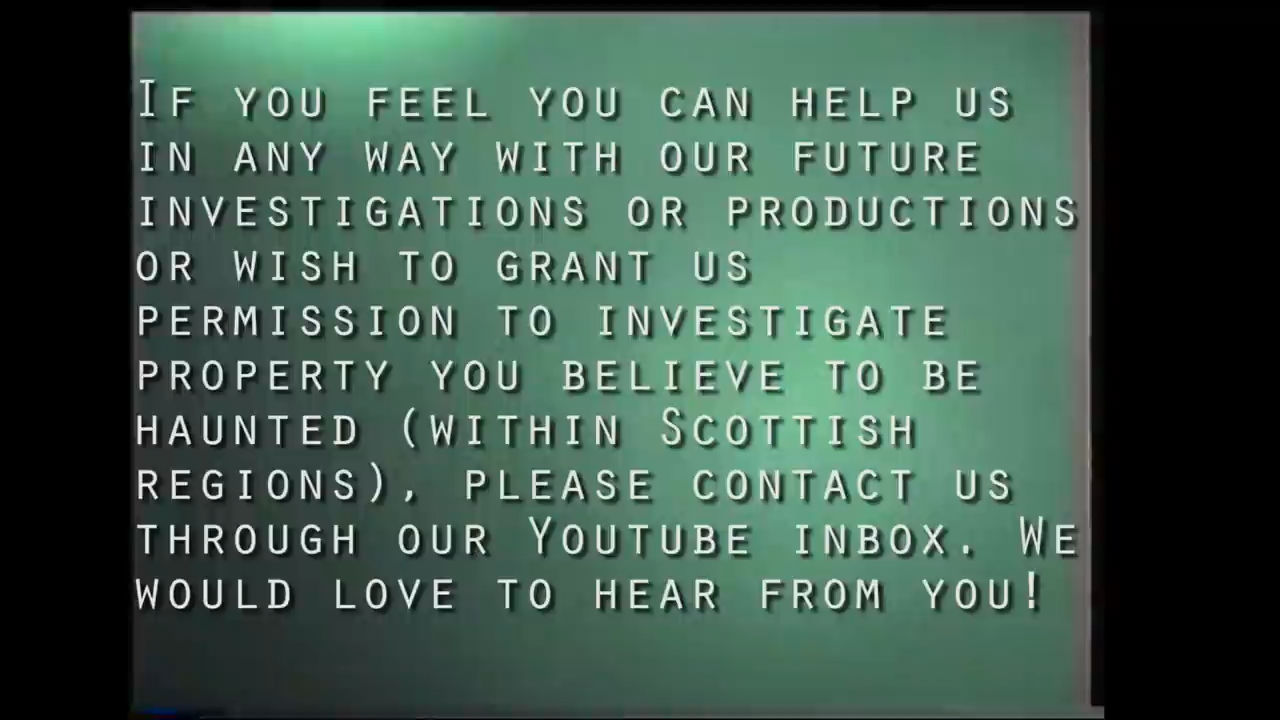 If you feel you can help us
in any way with our future
investigations or productions
or wish to grant us
permission to investigate
property you believe to be
haunted (within Scottish
regions), please contact us
through our Youtube inbox. We
would love to hear from you!